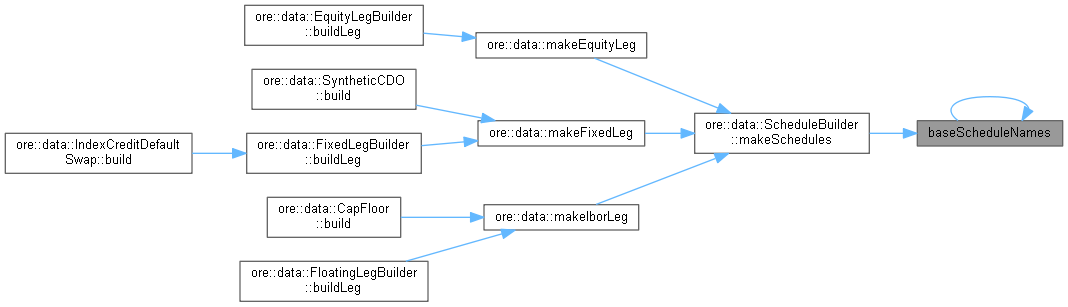 ore::data::EquityLegBuilder
::buildLeg
ore::data::makeEquityLeg
ore::data::SyntheticCDO
::build
ore::data::makeFixedLeg
ore::data::ScheduleBuilder
::makeSchedules
baseScheduleNames
ore::data::IndexCreditDefault
Swap::build
ore::data::FixedLegBuilder
::buildLeg
ore::data::CapFloor
::build
ore::data::makeIborLeg
ore::data::FloatingLegBuilder
::buildLeg